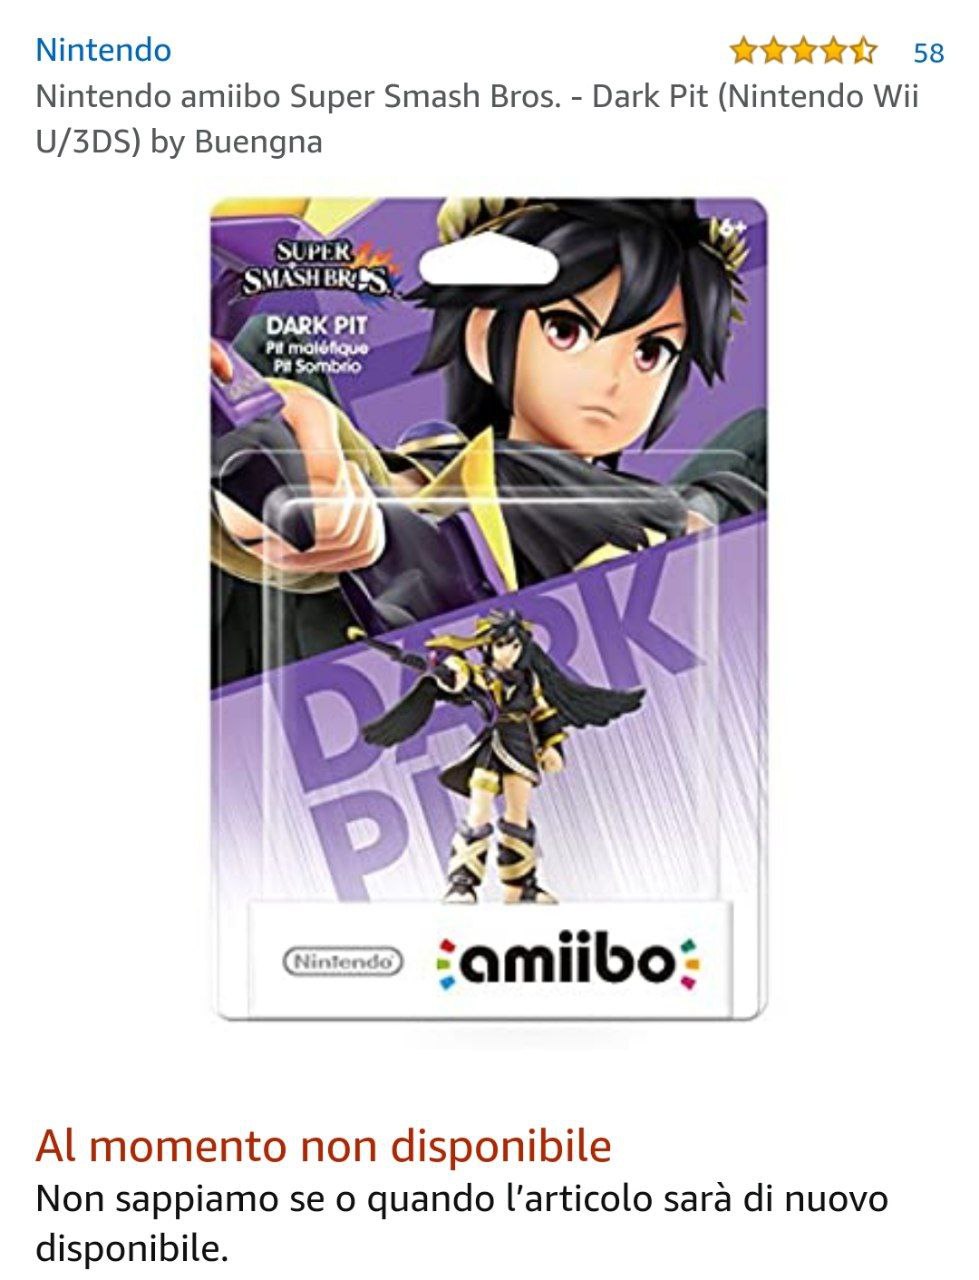 Nintendo 58
Nintendo amiibo Super Smash Bros. - Dark Pit (Nintendo Wii
U/3DS) by Buengna
6+
SUPER
SMASH BROS.
DARK PIT
Pit maléfique
Pit Sombrío
DARK
PIT
Nintendo
amiibo
Al momento non disponibile
Non sappiamo se o quando l'articolo sarà di nuovo
disponibile.